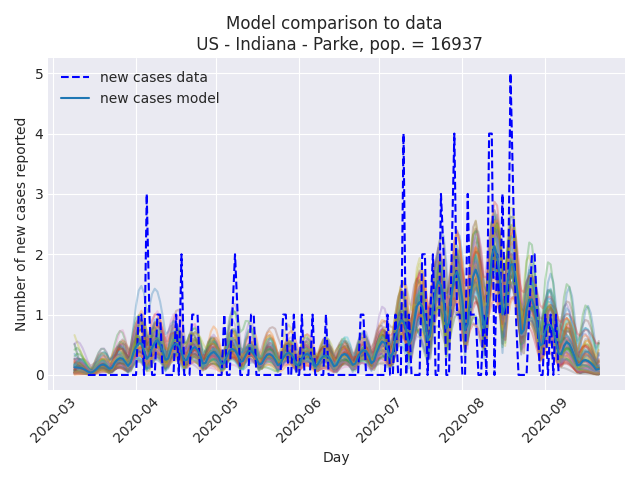 Model comparison to data
US - Indiana - Parke, pop. = 16937
new cases data
new cases model
Number of new cases reported
5
4
3
2
1
0
2020-03
2020-04
2020-05
2020-06
2020-07
2020-08
2020-09
Day